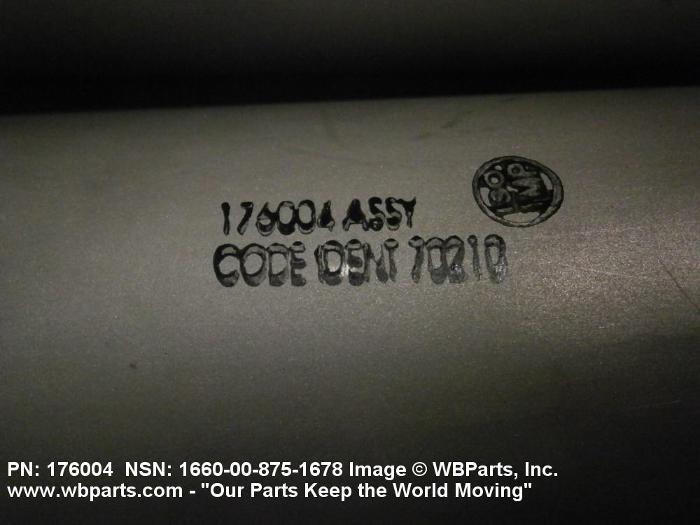 176004 ASSY
CODE IDENT 70210
PN: 176004 NSN: 1660-00-875-1678 Image © WBParts, Inc.
www.wbparts.com - "Our Parts Keep the World Moving"